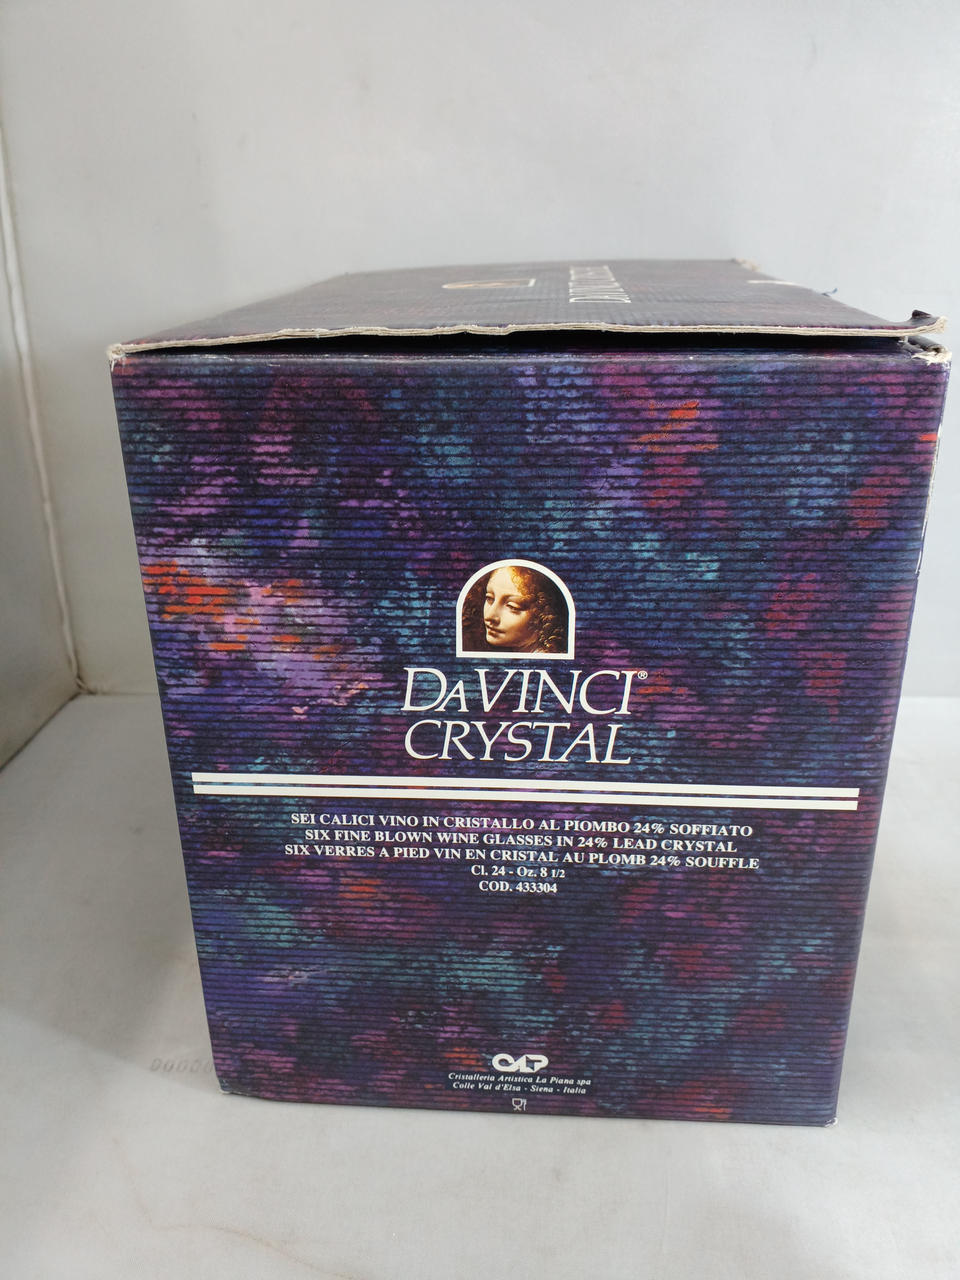 DAVINCI®
CRYSTAL
SEI CALICI VINO IN CRISTALLO AL PIOMBO 24% SOFFIATO
SIX FINE BLOWN WINE GLASSES IN 24% LEAD CRYSTAL
SIX VERRES A PIED VIN EN CRISTAL AU PLOMB 24% SOUFFLE
Cl. 24 - Oz. 8 1/2
COD. 433304
CALP
Cristalleria Artistica La Piana spa
Colle Val d'Elsa - Siena - Italia